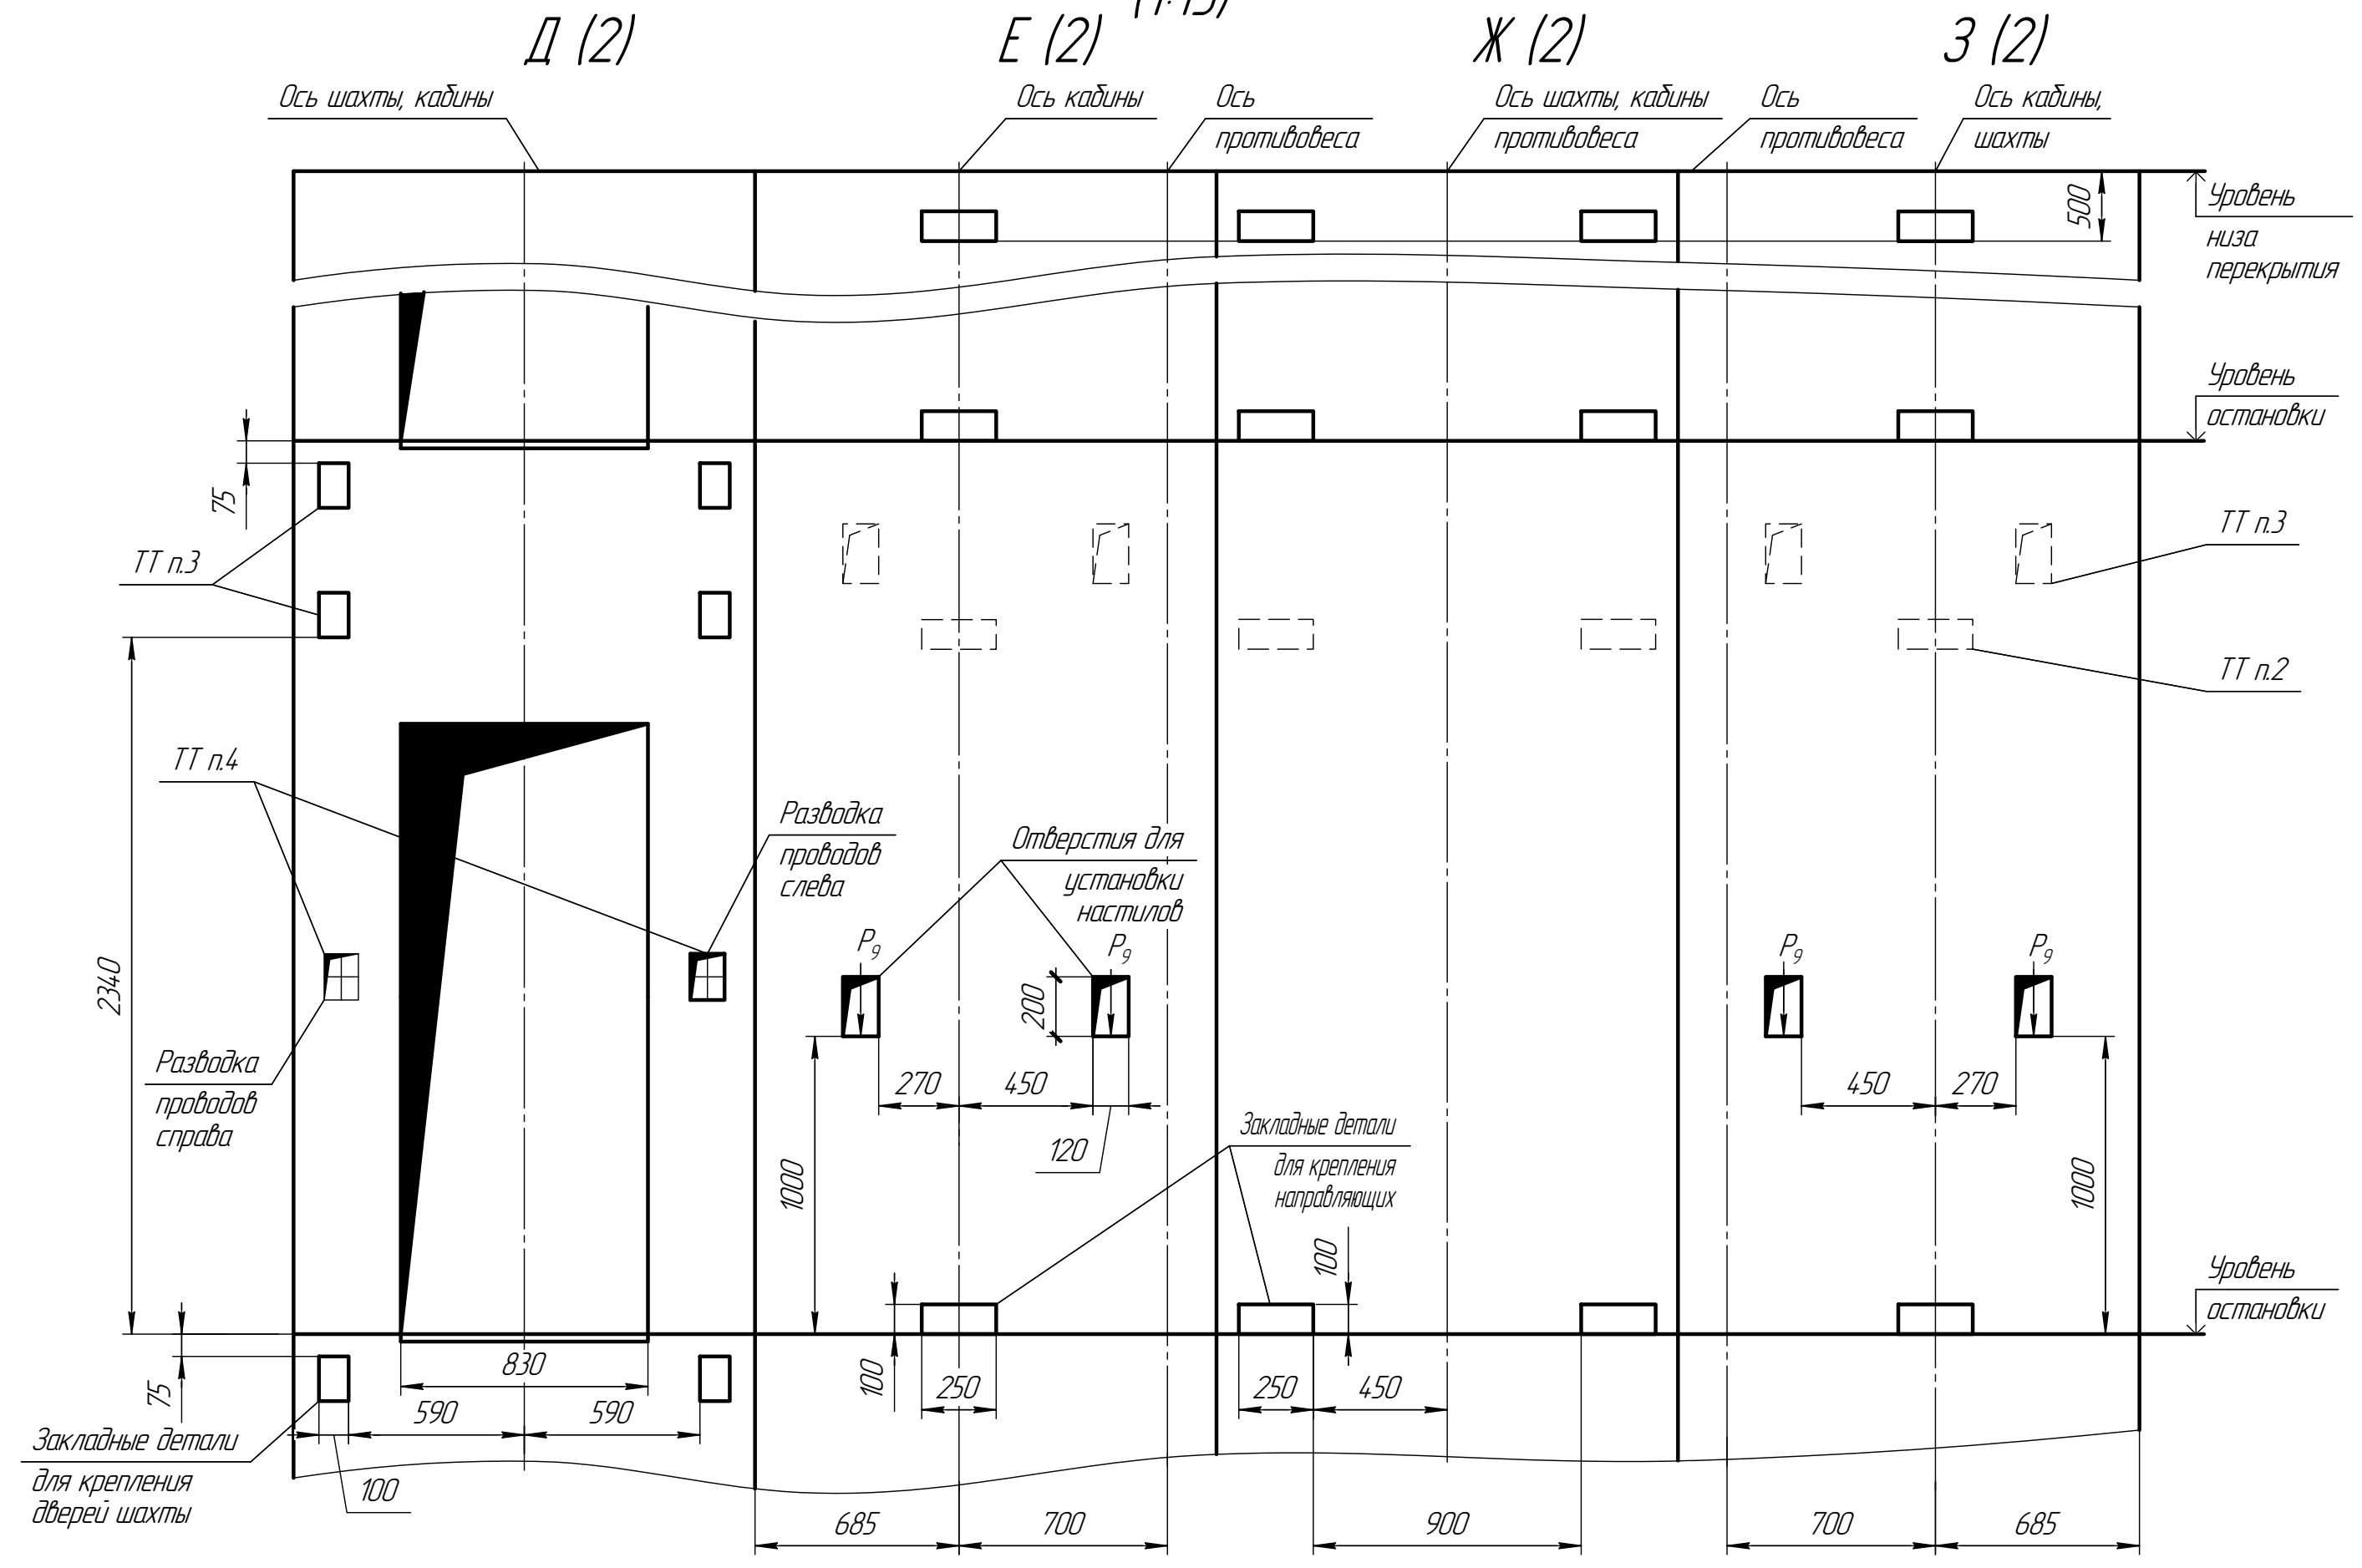 Д (2)
Е (2)
Ж (2)
З (2)
Ось шахты, кабины
Ось кабины
Ось
противовеса
Ось шахты, кабины
противовеса
Ось
противовеса
Ось кабины,
шахты
500
Уровень
низа
перекрытия
Уровень
остановки
75
ТТ п.3
ТТ п.3
ТТ п.2
ТТ п.4
Разводка
проводов
слева
Отверстия для
установки
настилов
P9
P9
P9
P9
200
2340
Разводка
проводов
справа
270
450
120
450
270
1000
1000
Закладные детали
для крепления
направляющих
100
Уровень
остановки
75
830
100
250
250
450
590
590
Закладные детали
для крепления
дверей шахты
100
685
700
900
700
685